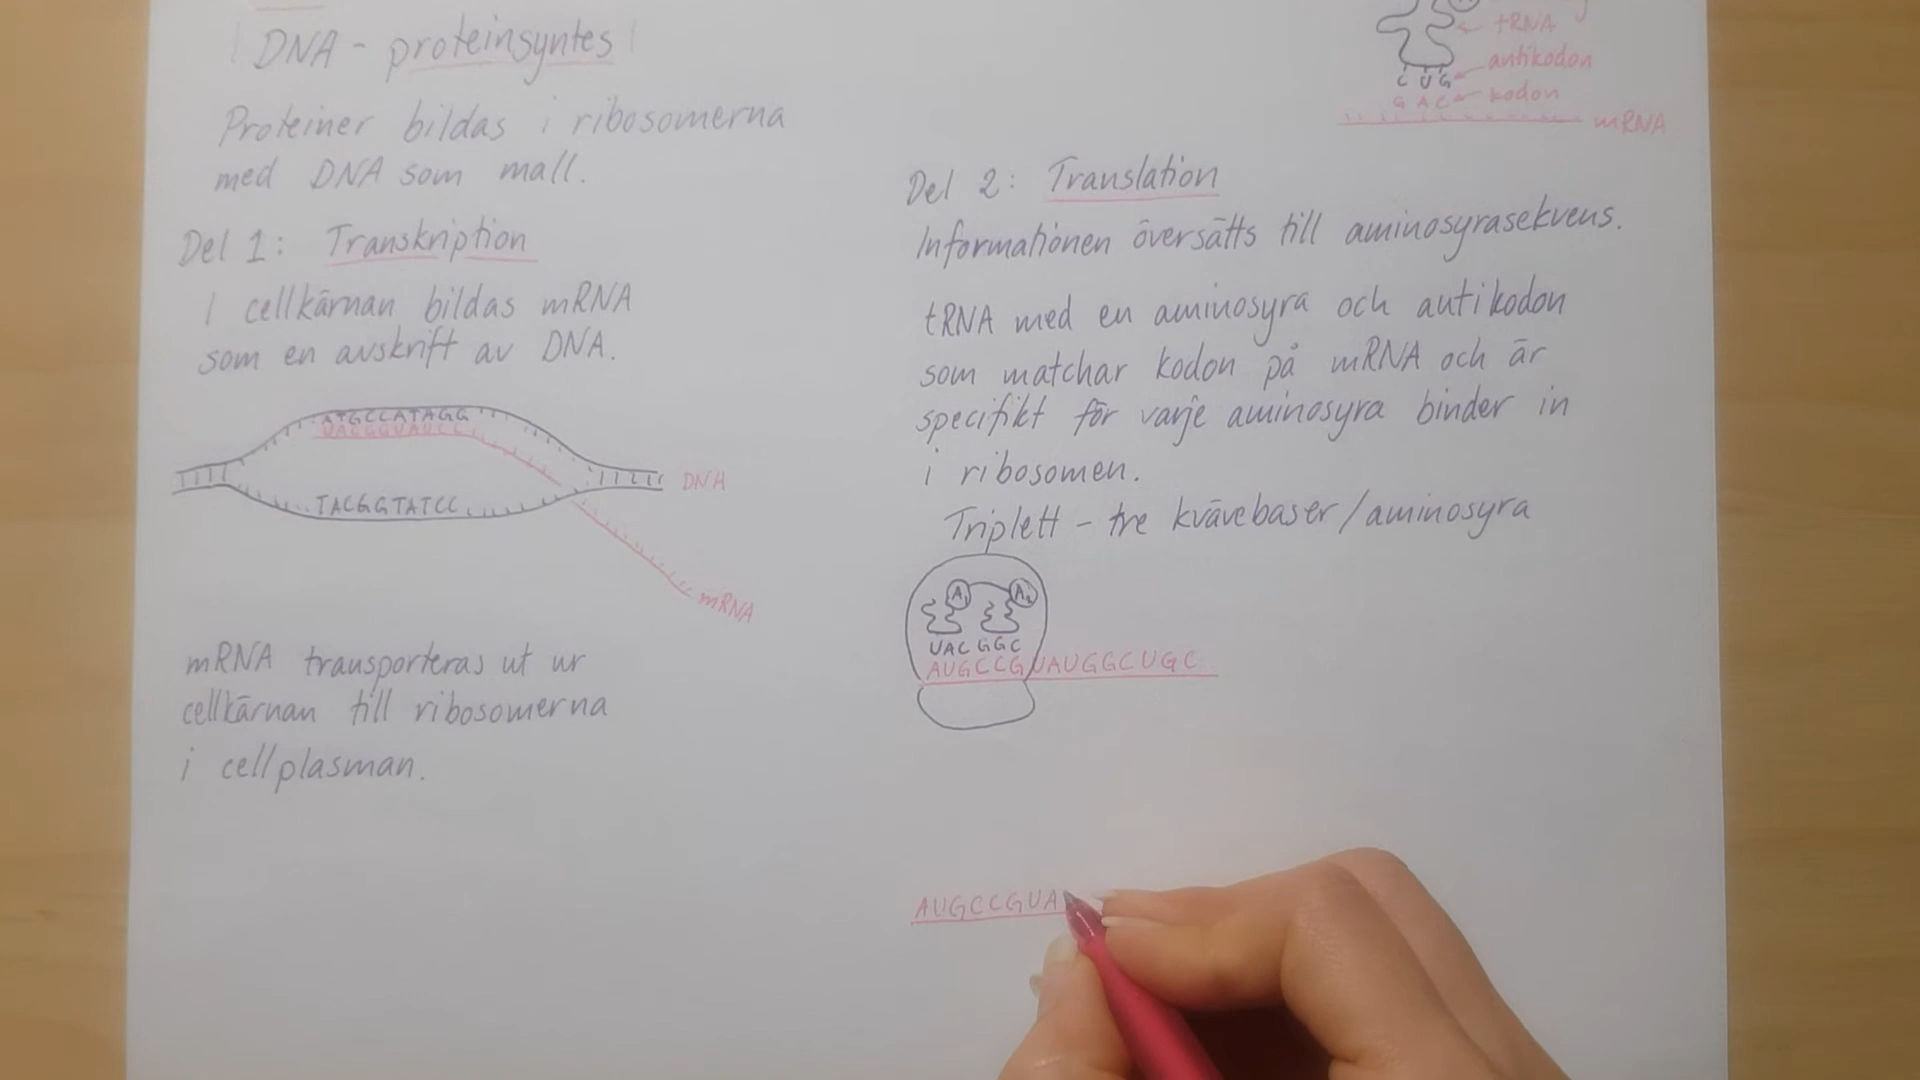 DNA - proteinsyntes
Proteiner bildas i ribosomerna
med DNA som mall.
Del 1: Transkription
I cellkärnan bildas mRNA
som en avskrift av DNA.
ATGCCATAGG
UACGGUAUCC
TACGGTATCC
DNA
mRNA
mRNA transporteras ut ur
cellkärnan till ribosomerna
i cellplasman.
tRNA
antikodon
CUG
GAC
kodon
mRNA
Del 2: Translation
Informationen översätts till aminosyrasekvens.
tRNA med en aminosyra och antikodon
som matchar kodon på mRNA och är
specifikt för varje aminosyra binder in
i ribosomen.
Triplett - tre kvävebaser/aminosyra
A1 A2
UAC GGC
AUGCCGUAUGGCUGC
AUGCCGUA